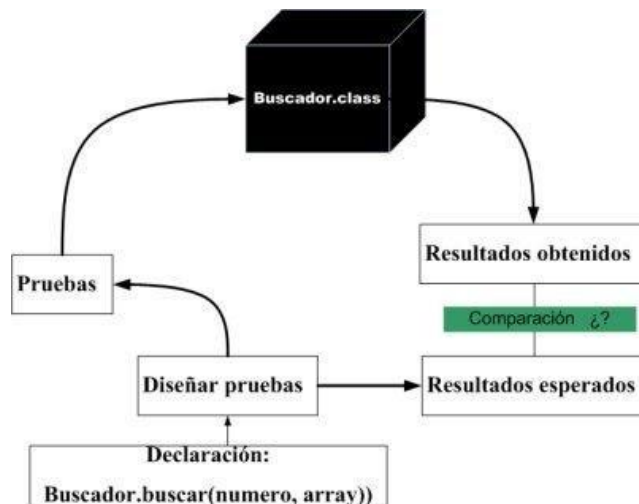 Buscador.class
Resultados obtenidos
Pruebas
Comparación ¿?
Diseñar pruebas
Resultados esperados
Declaración:
Buscador.buscar(numero, array))